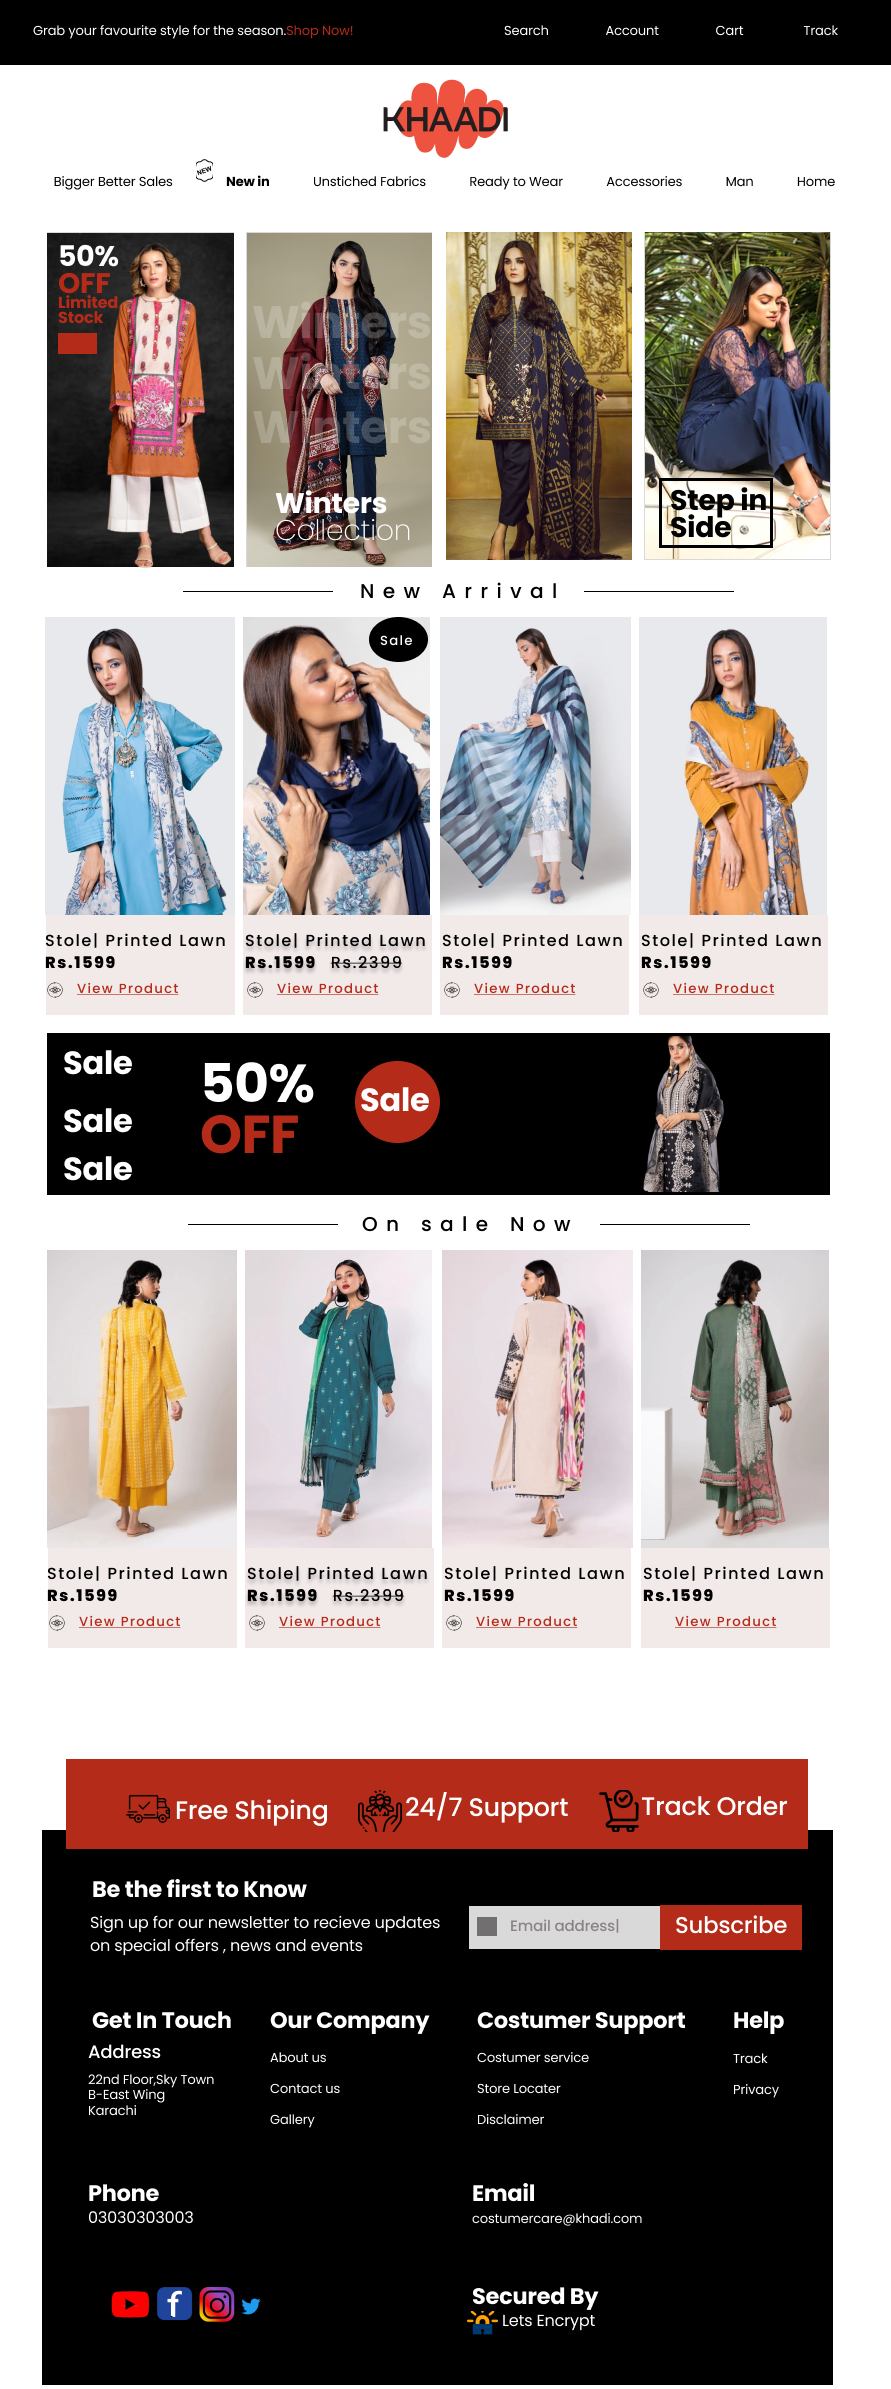 Grab your favourite style for the season.Shop Now!
Search Account Cart Track
KHAADI
Bigger Better Sales NEW New in Unstiched Fabrics Ready to Wear Accessories Man Home
50%
OFF
Limited
Stock
Winters
Winters
Winters
Winters
Collection
Step in
Side
New Arrival
Sale
Stole| Printed Lawn
Rs.1599
View Product
Stole| Printed Lawn
Rs.1599 Rs.2399
View Product
Stole| Printed Lawn
Rs.1599
View Product
Stole| Printed Lawn
Rs.1599
View Product
Sale
Sale
Sale
50%
OFF
Sale
On sale Now
Stole| Printed Lawn
Rs.1599
View Product
Stole| Printed Lawn
Rs.1599 Rs.2399
View Product
Stole| Printed Lawn
Rs.1599
View Product
Stole| Printed Lawn
Rs.1599
View Product
Free Shiping 24/7 Support Track Order
Be the first to Know
Sign up for our newsletter to recieve updates
on special offers , news and events
Email address|
Subscribe
Get In Touch
Address
22nd Floor,Sky Town
B-East Wing
Karachi
Our Company
About us
Contact us
Gallery
Costumer Support
Costumer service
Store Locater
Disclaimer
Help
Track
Privacy
Phone
03030303003
Email
costumercare@khadi.com
Secured By
Lets Encrypt